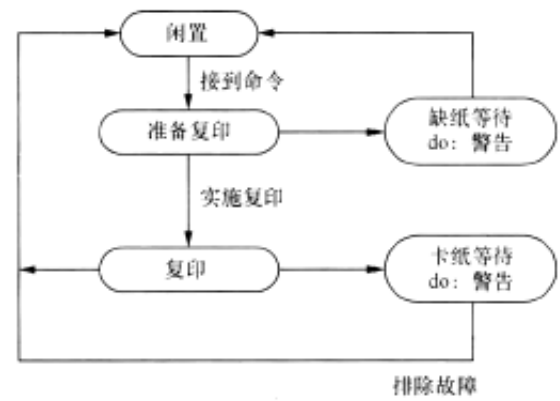 闲置
接到命令
准备复印
缺纸等待
do: 警告
实施复印
复印
卡纸等待
do: 警告
排除故障